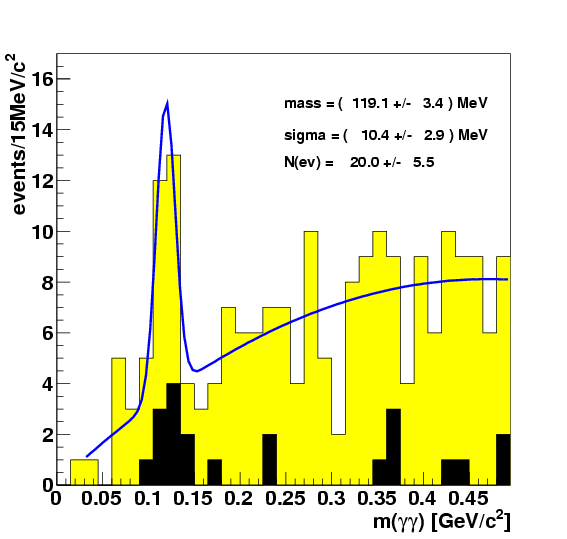 events/15MeV/c²
16
14
12
10
8
6
4
2
0
mass = ( 119.1 +/- 3.4 ) MeV
sigma = ( 10.4 +/- 2.9 ) MeV
N(ev) = 20.0 +/- 5.5
0 0.05 0.1 0.15 0.2 0.25 0.3 0.35 0.4 0.45
m(γγ) [GeV/c²]